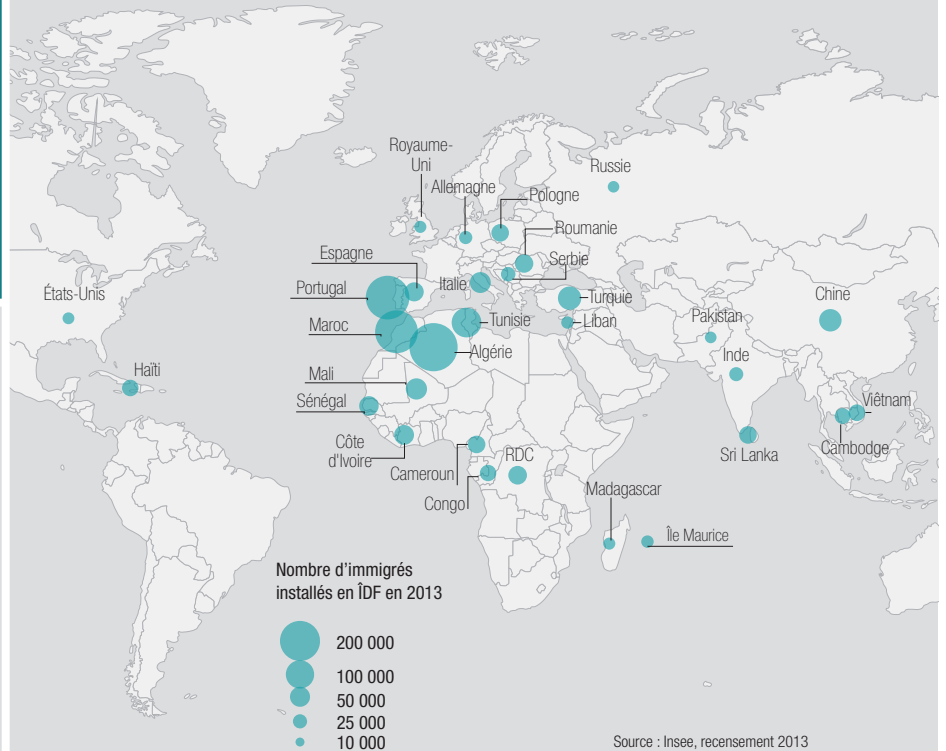 Royaume-
Uni
Allemagne
Russie
Pologne
Roumanie
Serbie
Espagne
Portugal
Italie
Turquie
Chine
États-Unis
Maroc
Tunisie
Liban
Pakistan
Algérie
Inde
Haïti
Mali
Sénégal
Viêtnam
Côte
d'Ivoire
Cameroun
RDC
Sri Lanka
Cambodge
Congo
Madagascar
Île Maurice
Nombre d’immigrés
installés en ÎDF en 2013
200 000
100 000
50 000
25 000
10 000
Source : Insee, recensement 2013